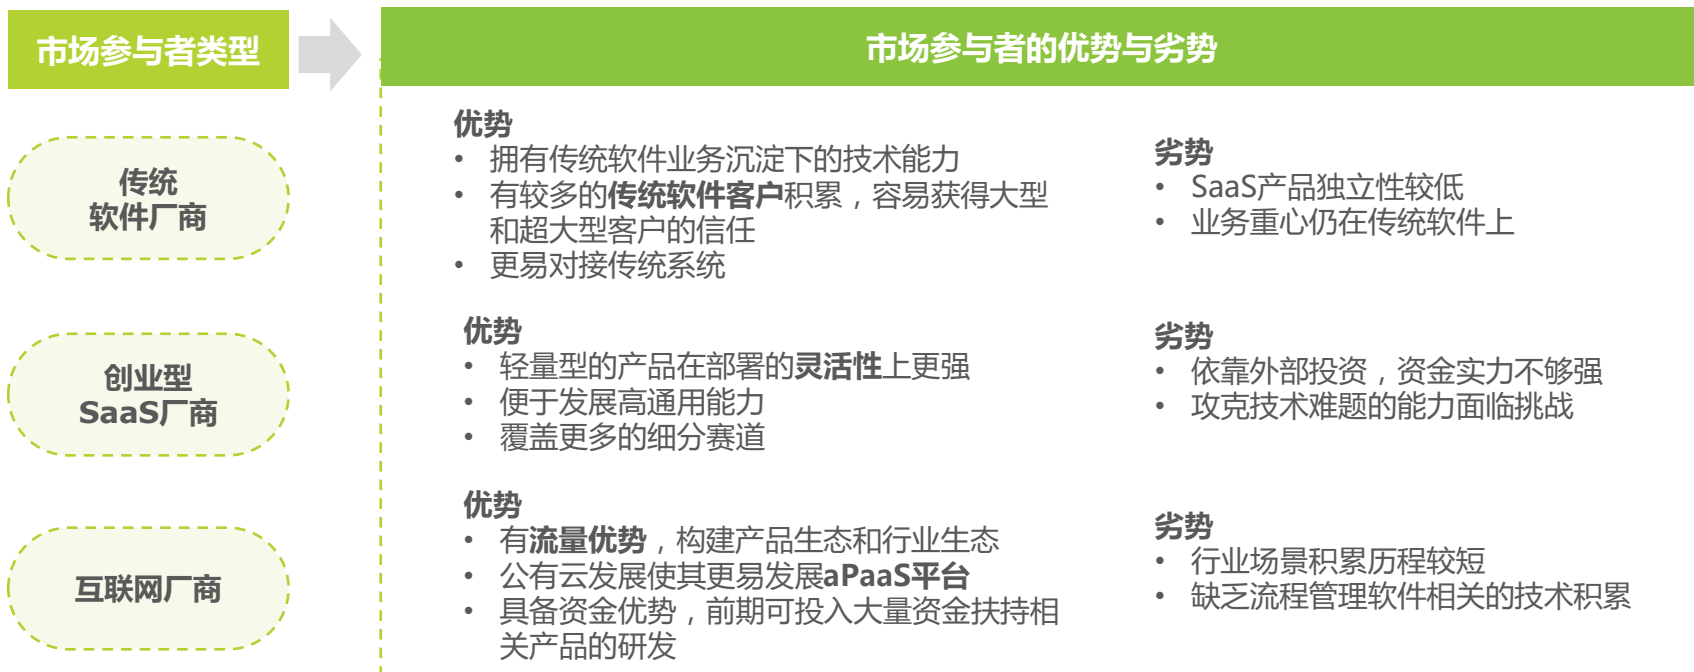 市场参与者类型
市场参与者的优势与劣势
传统
软件厂商
优势
• 拥有传统软件业务沉淀下的技术能力
• 有较多的传统软件客户积累，容易获得大型
和超大型客户的信任
• 更易对接传统系统
劣势
• SaaS产品独立性较低
• 业务重心仍在传统软件上
创业型
SaaS厂商
优势
• 轻量型的产品在部署的灵活性上更强
• 便于发展高通用能力
• 覆盖更多的细分赛道
劣势
• 依靠外部投资，资金实力不够强
• 攻克技术难题的能力面临挑战
互联网厂商
优势
• 有流量优势，构建产品生态和行业生态
• 公有云发展使其更易发展aPaaS平台
• 具备资金优势，前期可投入大量资金扶持相
关产品的研发
劣势
• 行业场景积累历程较短
• 缺乏流程管理软件相关的技术积累